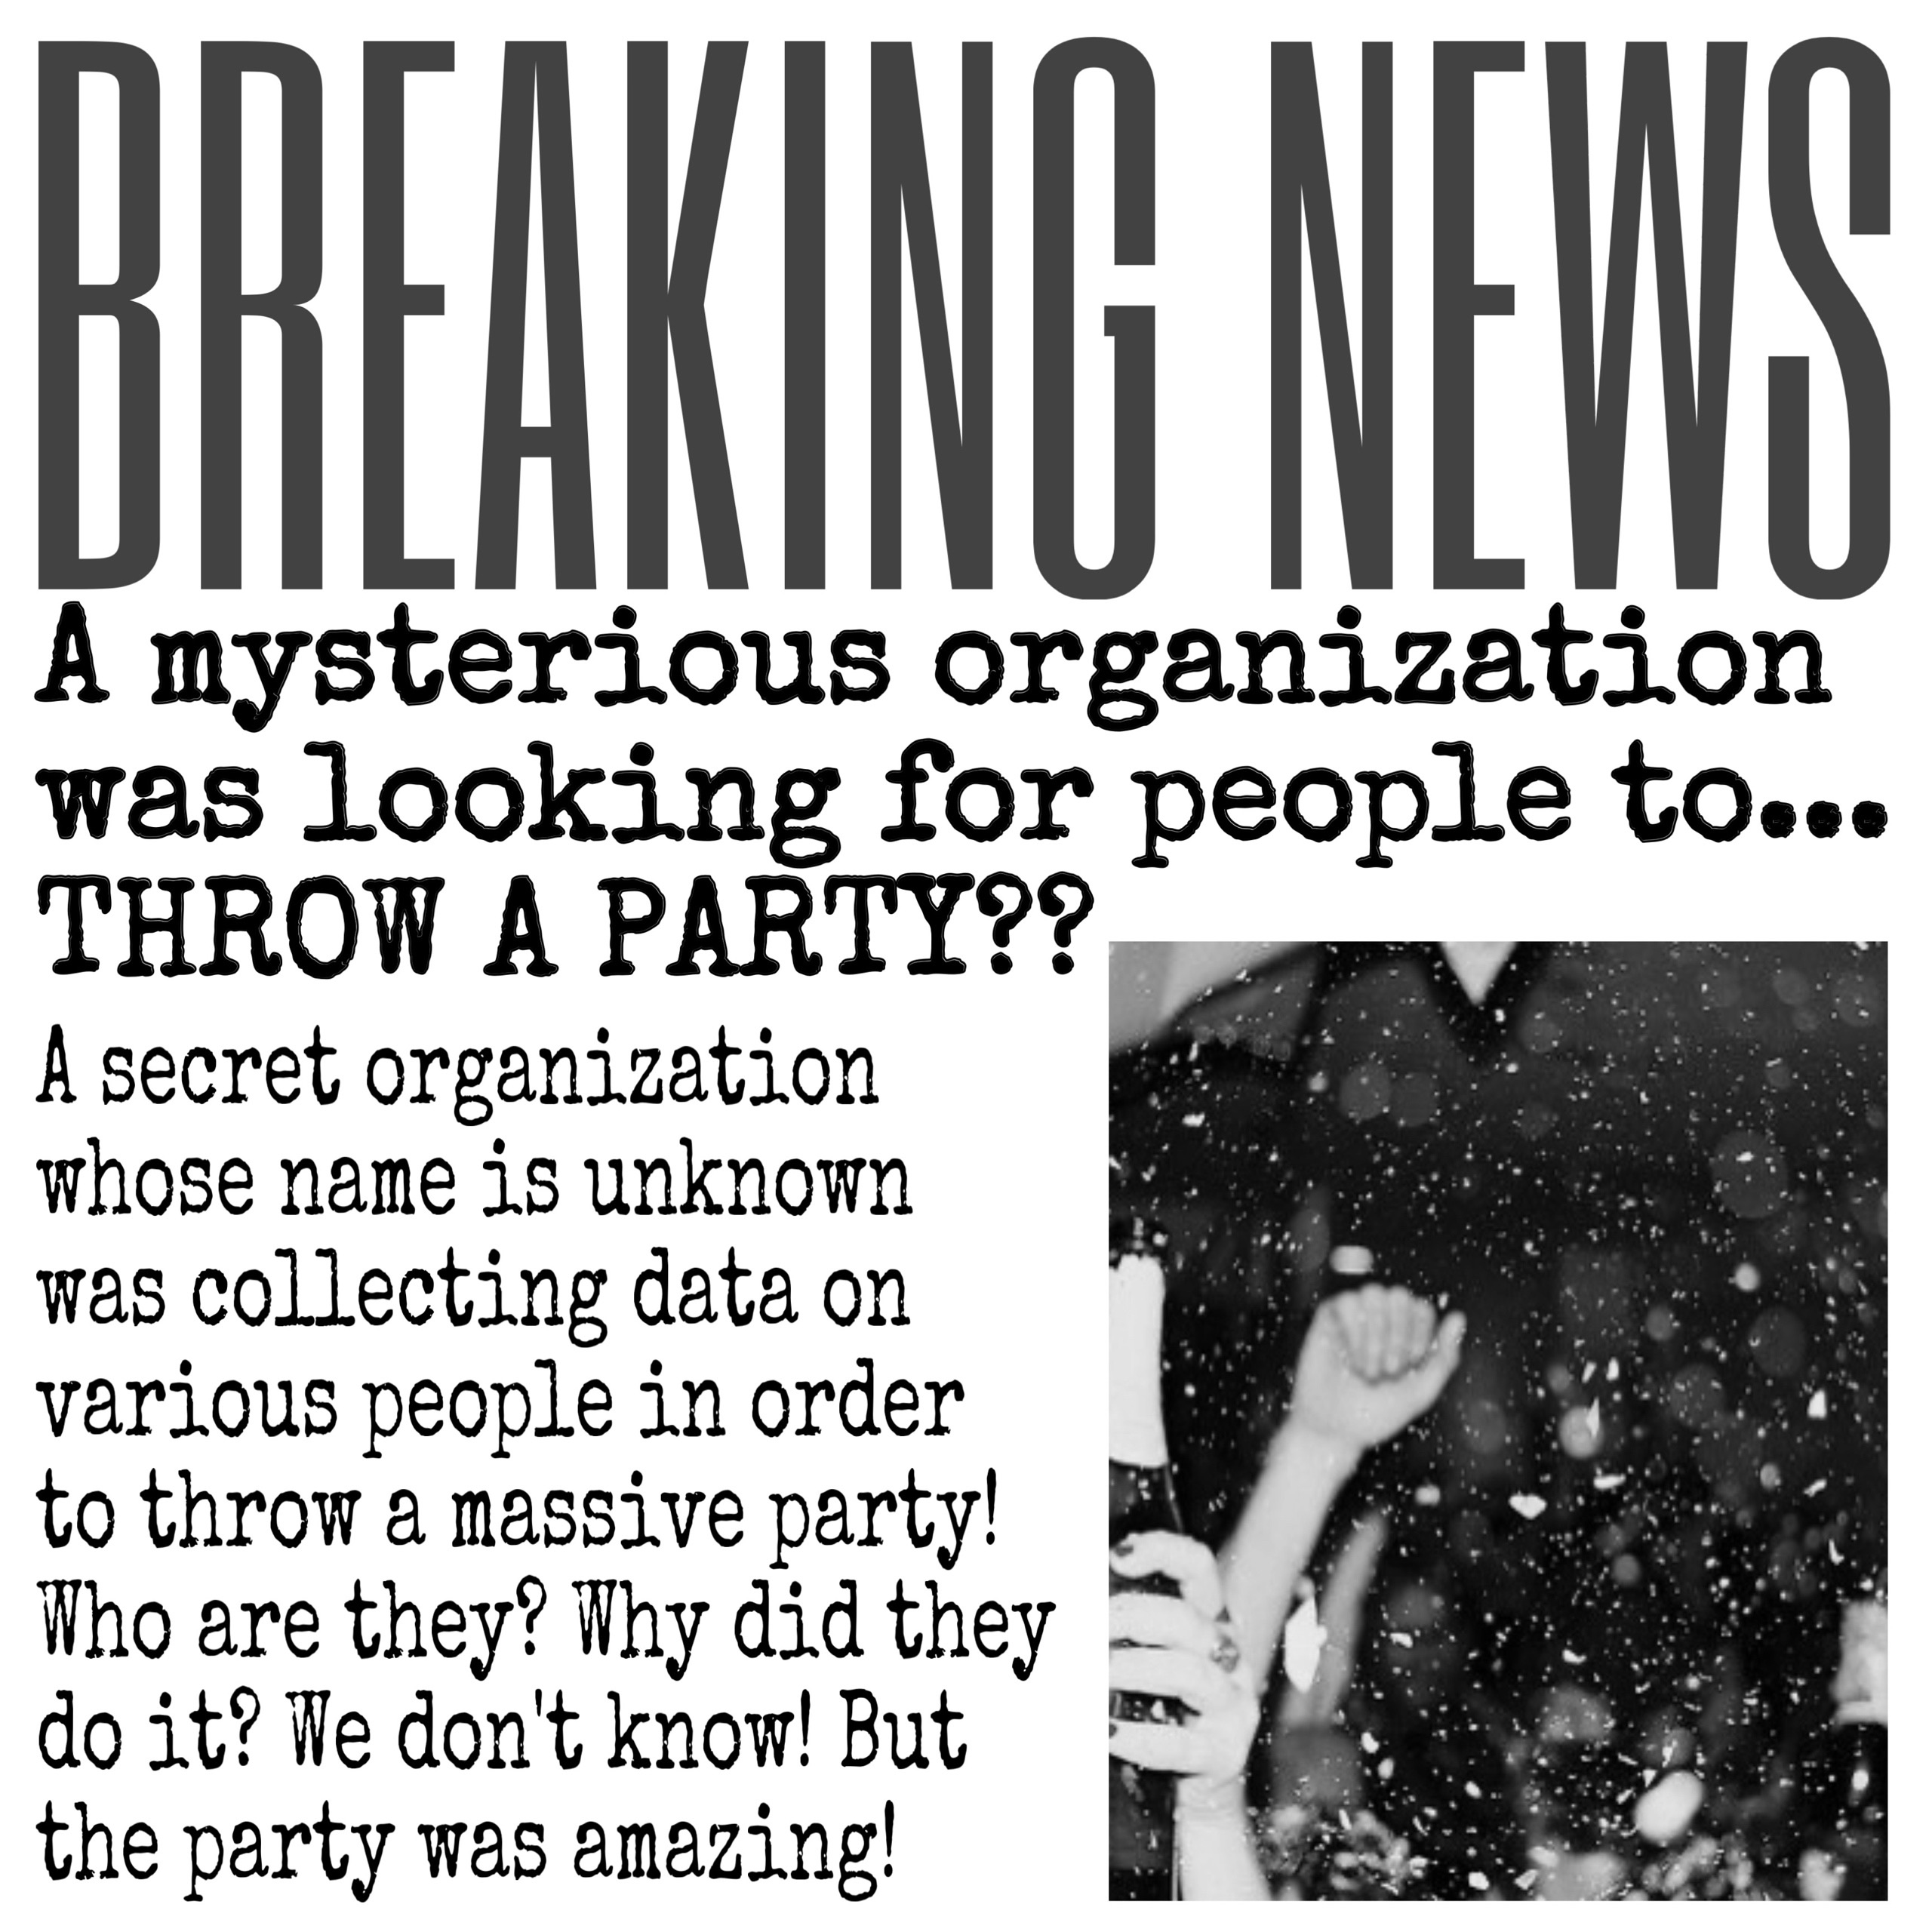 BREAKING NEWS
A mysterious organization
was looking for people to...
THROW A PARTY??
A secret organization
whose name is unknown
was collecting data on
various people in order
to throw a massive party!
Who are they? Why did they
do it? We don't know! But
the party was amazing!